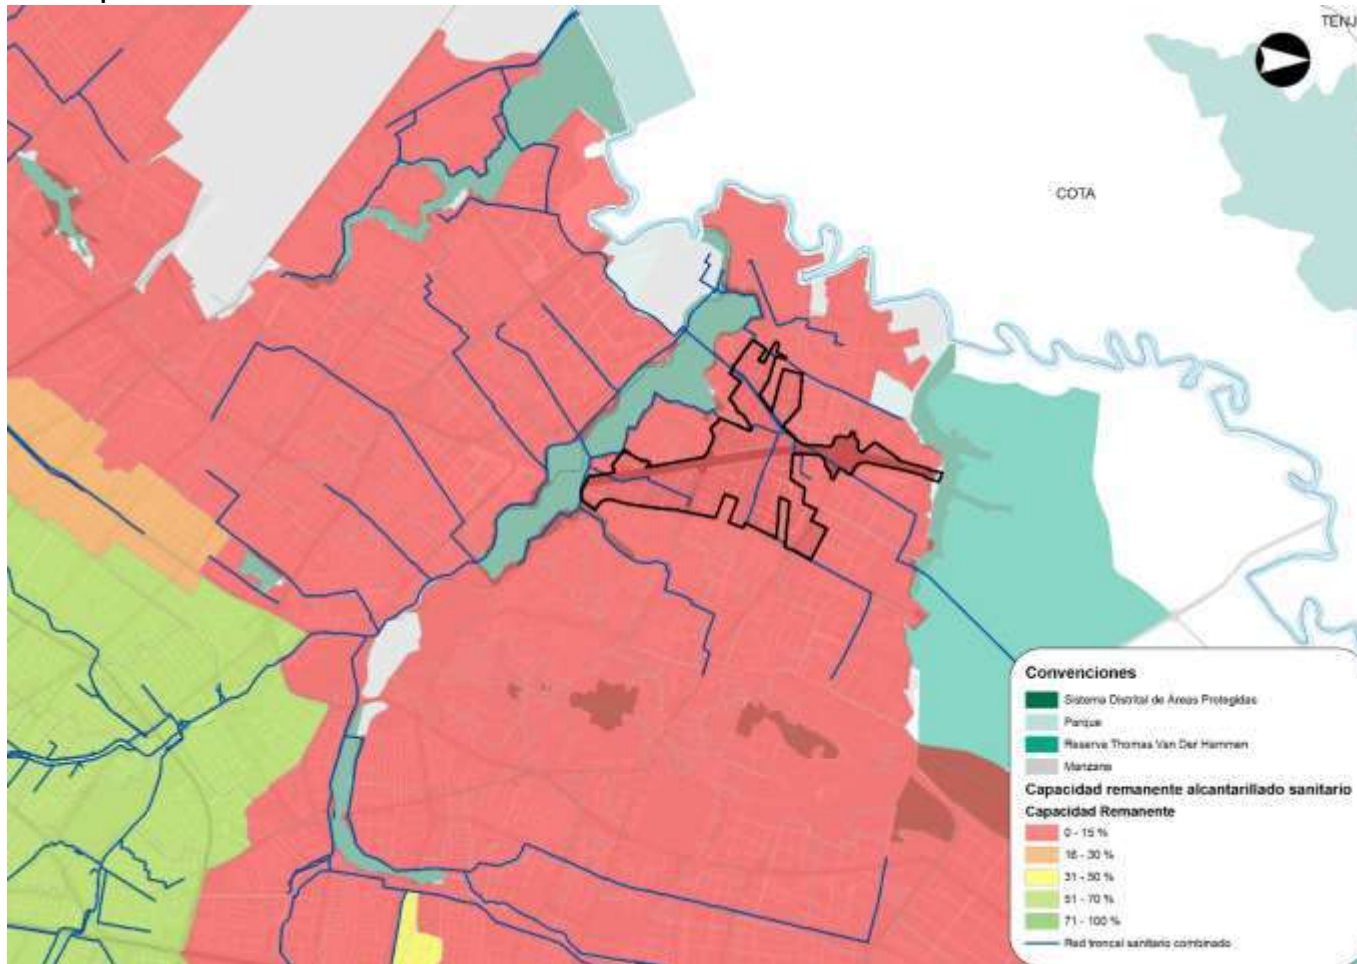 TENJ
COTA
Convenciones
Sistema Distrital de Áreas Protegidas
Parque
Reserva Thomas Van Der Hammen
Manzana
Capacidad remanente alcantarillado sanitario
Capacidad Remanente
0 - 15 %
16 - 30 %
31 - 50 %
51 - 70 %
71 - 100 %
Red troncal sanitario combinado